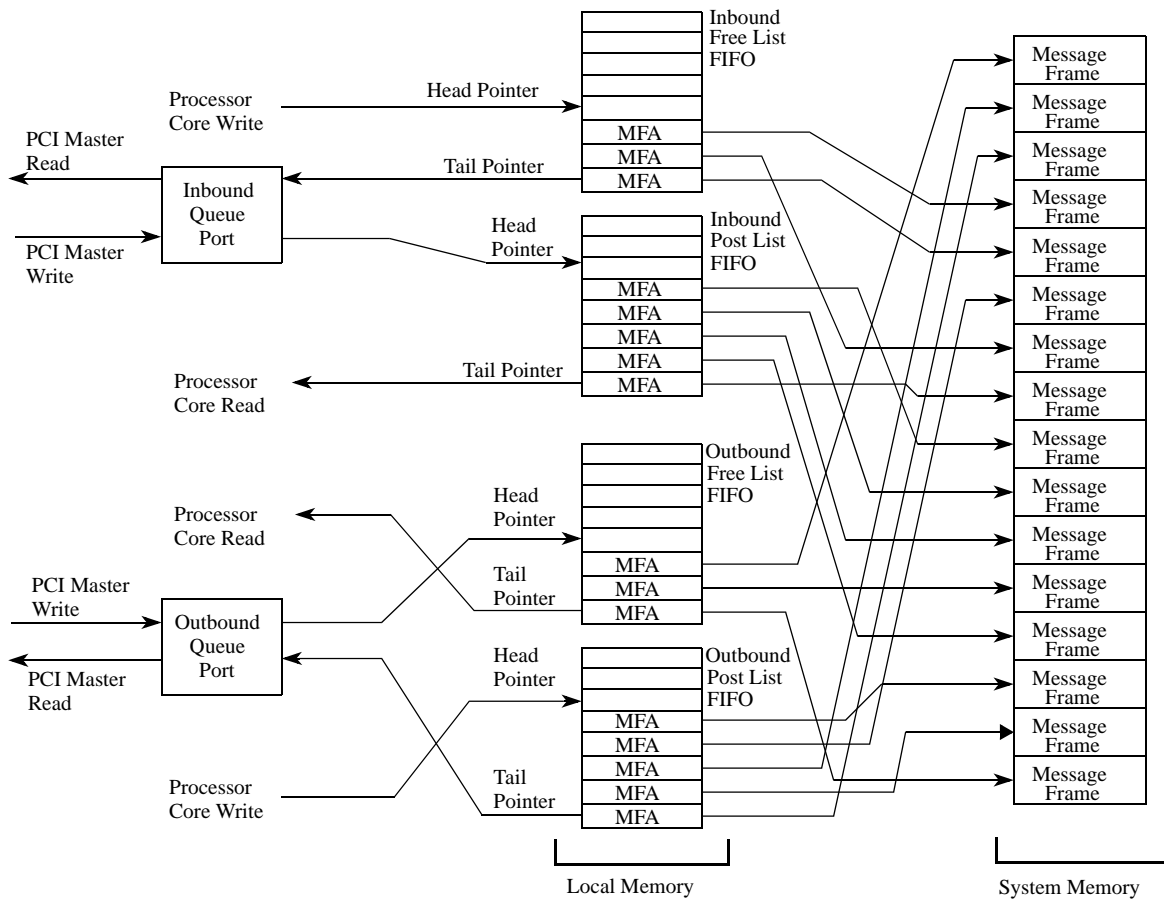 Inbound
Free List
FIFO
Head Pointer
Processor
Core Write
PCI Master
Read
MFA
MFA
MFA
Tail Pointer
Inbound
Queue
Port
PCI Master
Write
Head
Pointer
Inbound
Post List
FIFO
MFA
MFA
MFA
MFA
MFA
Tail Pointer
Processor
Core Read
Outbound
Free List
FIFO
Head
Pointer
Processor
Core Read
MFA
MFA
MFA
Tail
Pointer
PCI Master
Write
Outbound
Queue
Port
PCI Master
Read
Head
Pointer
Outbound
Post List
FIFO
MFA
MFA
MFA
MFA
MFA
Tail
Pointer
Processor
Core Write
Local Memory
Message
Frame
Message
Frame
Message
Frame
Message
Frame
Message
Frame
Message
Frame
Message
Frame
Message
Frame
Message
Frame
Message
Frame
Message
Frame
Message
Frame
Message
Frame
Message
Frame
Message
Frame
Message
Frame
System Memory